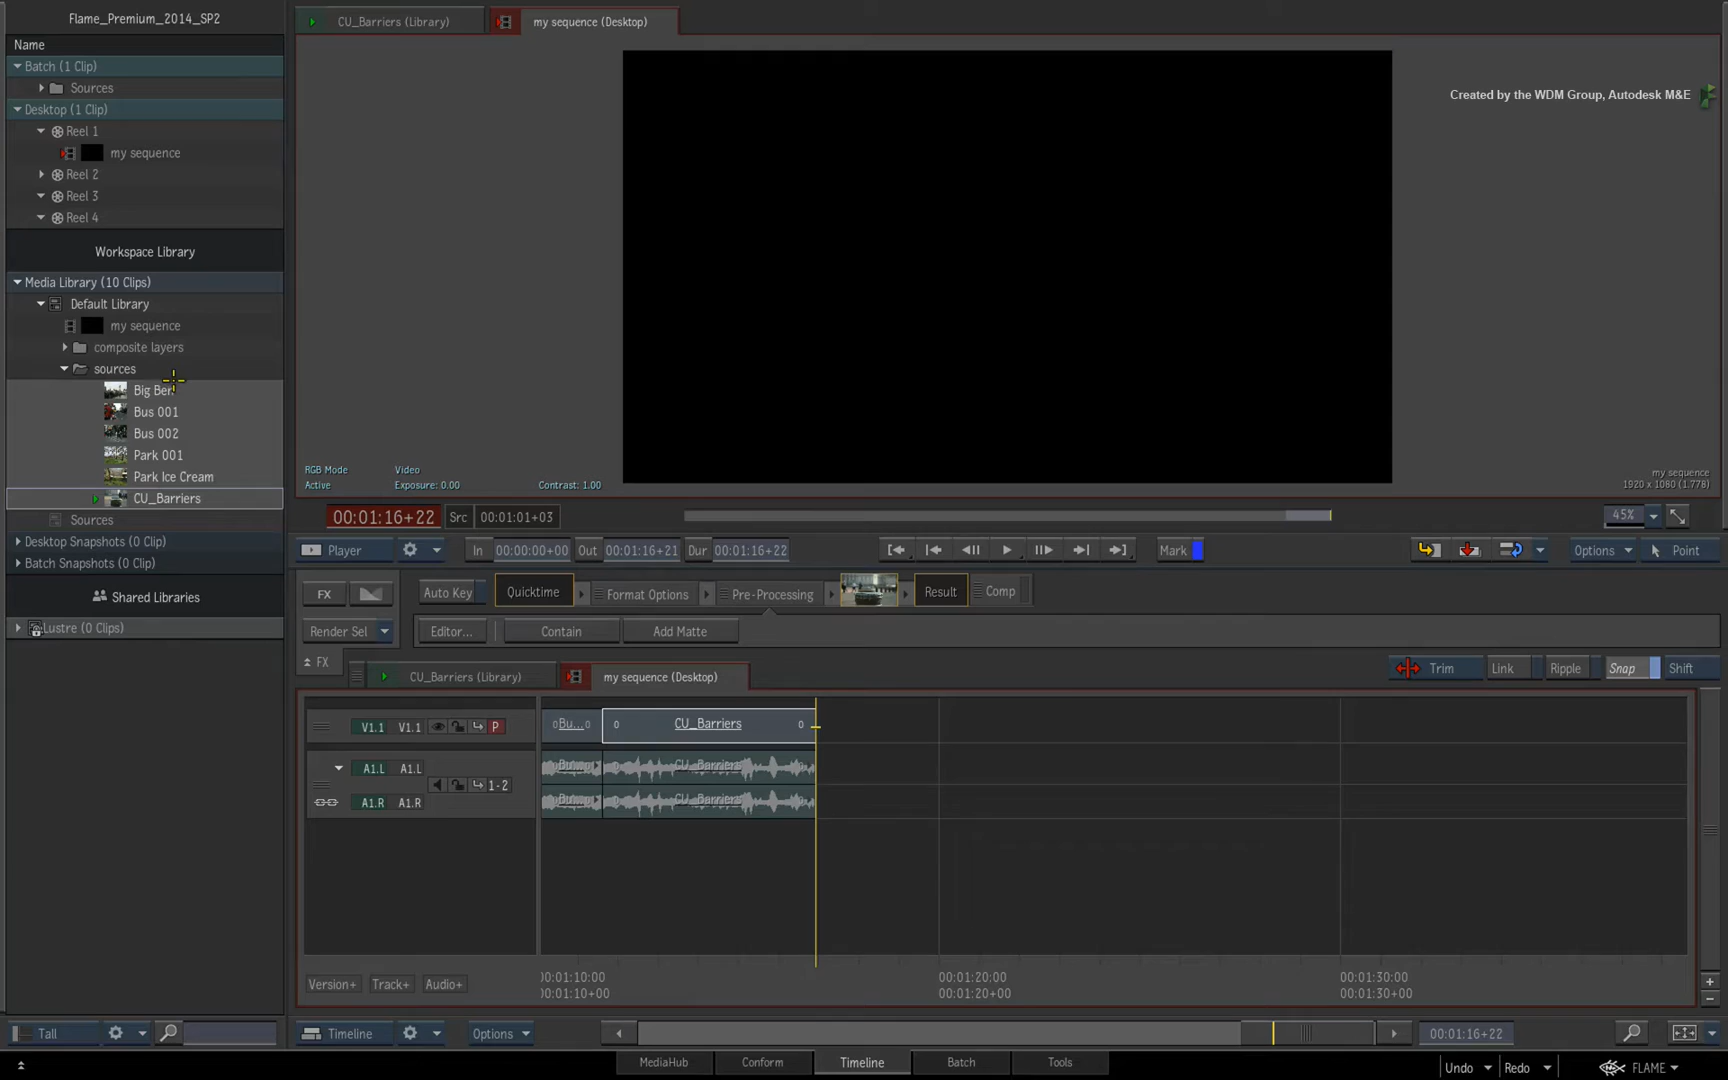 Flame_Premium_2014_SP2
CU_Barriers (Library)
my sequence (Desktop)
Name
Batch (1 Clip)
Sources
Desktop (1 Clip)
Reel 1
my sequence
Reel 2
Reel 3
Reel 4
Workspace Library
Media Library (10 Clips)
Default Library
my sequence
composite layers
sources
Big Ben
Bus 001
Bus 002
Park 001
Park Ice Cream
CU_Barriers
Sources
Desktop Snapshots (0 Clip)
Batch Snapshots (0 Clip)
Shared Libraries
Lustre (0 Clips)
Created by the WDM Group, Autodesk M&E
RGB Mode Video
Active Exposure: 0.00 Contrast: 1.00
my sequence
1920 x 1080 (1.778)
00:01:16+22 Src 00:01:01+03 45%
Player In 00:00:00+00 Out 00:01:16+21 Dur 00:01:16+22 Mark Options Point
FX Auto Key Quicktime Format Options Pre-Processing Result Comp
Render Sel Editor... Contain Add Matte
FX CU_Barriers (Library) my sequence (Desktop) Trim Link Ripple Snap Shift
V1.1 V1.1 P 0Bu...0 0 CU_Barriers 0
A1.L A1.L CU_Barriers
1-2
A1.R A1.R CU_Barriers
00:01:10:00 00:01:20:00 00:01:30:00
00:01:10+00 00:01:20+00 00:01:30+00
Version+ Track+ Audio+
Tall Timeline Options 00:01:16+22
MediaHub Conform Timeline Batch Tools Undo Redo FLAME